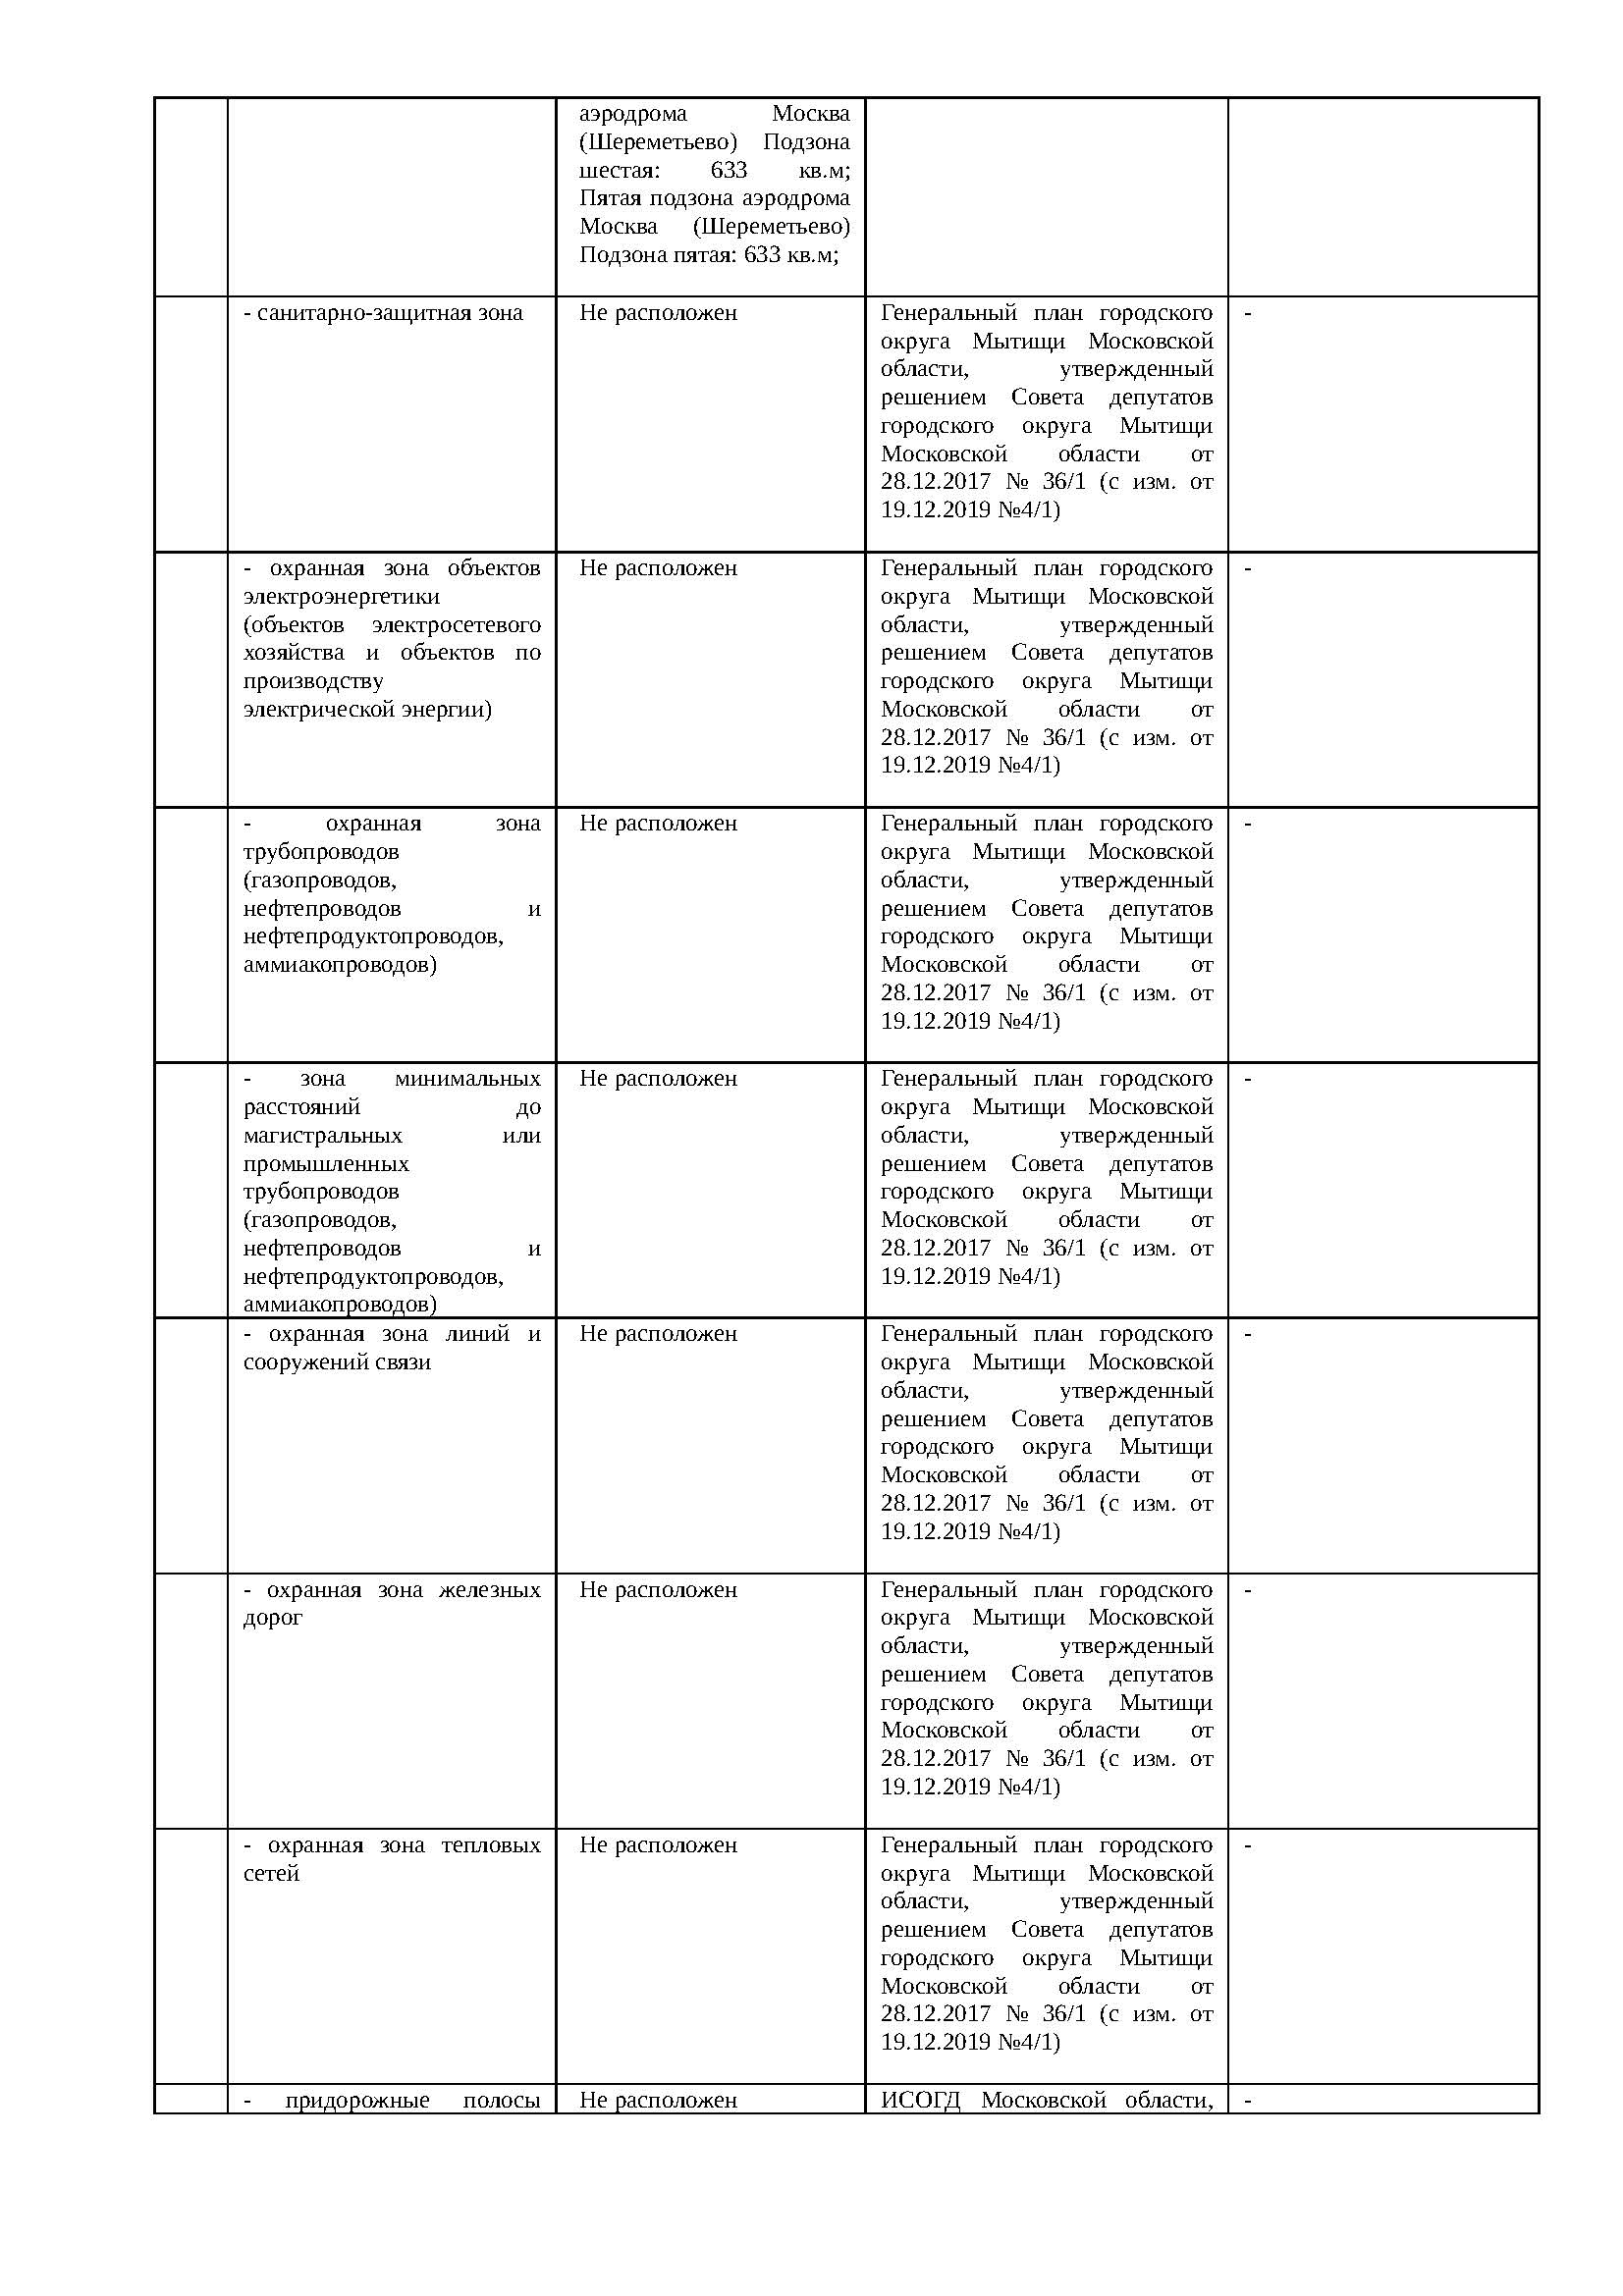 аэродрома Москва
(Шереметьево) Подзона
шестая: 633 кв.м;
Пятая подзона аэродрома
Москва (Шереметьево)
Подзона пятая: 633 кв.м;
- санитарно-защитная зона
Не расположен
Генеральный план городского
округа Мытищи Московской
области, утвержденный
решением Совета депутатов
городского округа Мытищи
Московской области от
28.12.2017 № 36/1 (с изм. от
19.12.2019 №4/1)
-
- охранная зона объектов
электроэнергетики
(объектов электросетевого
хозяйства и объектов по
производству
электрической энергии)
Не расположен
Генеральный план городского
округа Мытищи Московской
области, утвержденный
решением Совета депутатов
городского округа Мытищи
Московской области от
28.12.2017 № 36/1 (с изм. от
19.12.2019 №4/1)
-
- охранная зона
трубопроводов
(газопроводов,
нефтепроводов и
нефтепродуктопроводов,
аммиакопроводов)
Не расположен
Генеральный план городского
округа Мытищи Московской
области, утвержденный
решением Совета депутатов
городского округа Мытищи
Московской области от
28.12.2017 № 36/1 (с изм. от
19.12.2019 №4/1)
-
- зона минимальных
расстояний до
магистральных или
промышленных
трубопроводов
(газопроводов,
нефтепроводов и
нефтепродуктопроводов,
аммиакопроводов)
Не расположен
Генеральный план городского
округа Мытищи Московской
области, утвержденный
решением Совета депутатов
городского округа Мытищи
Московской области от
28.12.2017 № 36/1 (с изм. от
19.12.2019 №4/1)
-
- охранная зона линий и
сооружений связи
Не расположен
Генеральный план городского
округа Мытищи Московской
области, утвержденный
решением Совета депутатов
городского округа Мытищи
Московской области от
28.12.2017 № 36/1 (с изм. от
19.12.2019 №4/1)
-
- охранная зона железных
дорог
Не расположен
Генеральный план городского
округа Мытищи Московской
области, утвержденный
решением Совета депутатов
городского округа Мытищи
Московской области от
28.12.2017 № 36/1 (с изм. от
19.12.2019 №4/1)
-
- охранная зона тепловых
сетей
Не расположен
Генеральный план городского
округа Мытищи Московской
области, утвержденный
решением Совета депутатов
городского округа Мытищи
Московской области от
28.12.2017 № 36/1 (с изм. от
19.12.2019 №4/1)
-
- придорожные полосы
Не расположен
ИСОГД Московской области,
-